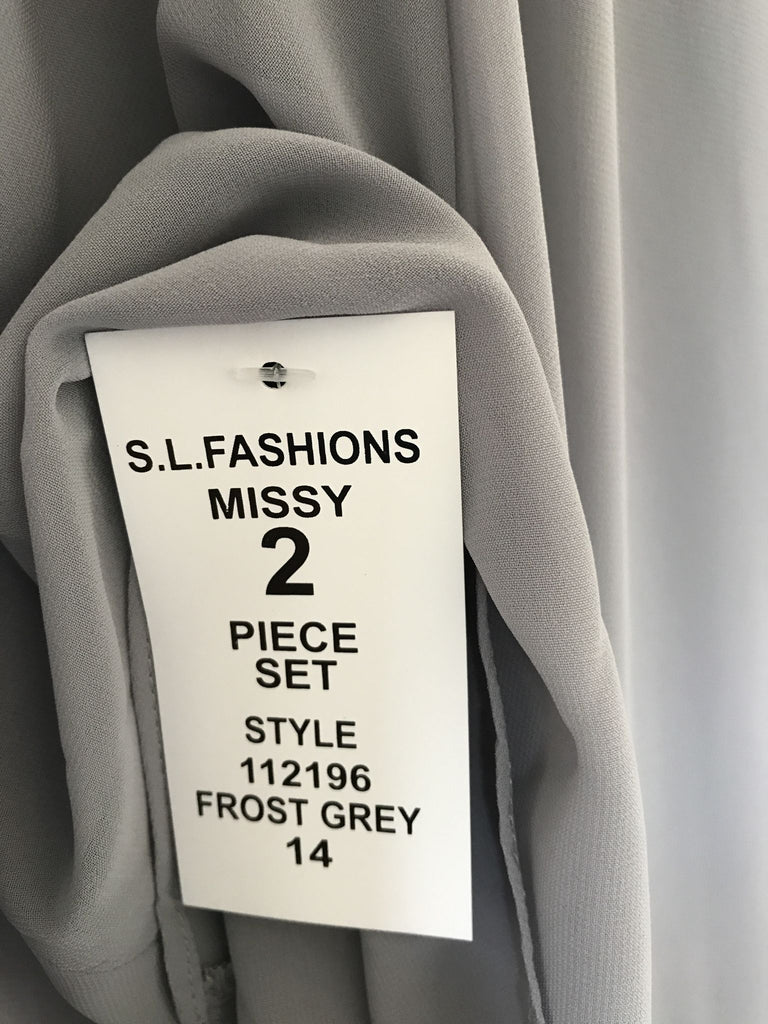 S.L.FASHIONS
MISSY
2
PIECE
SET
STYLE
112196
FROST GREY
14